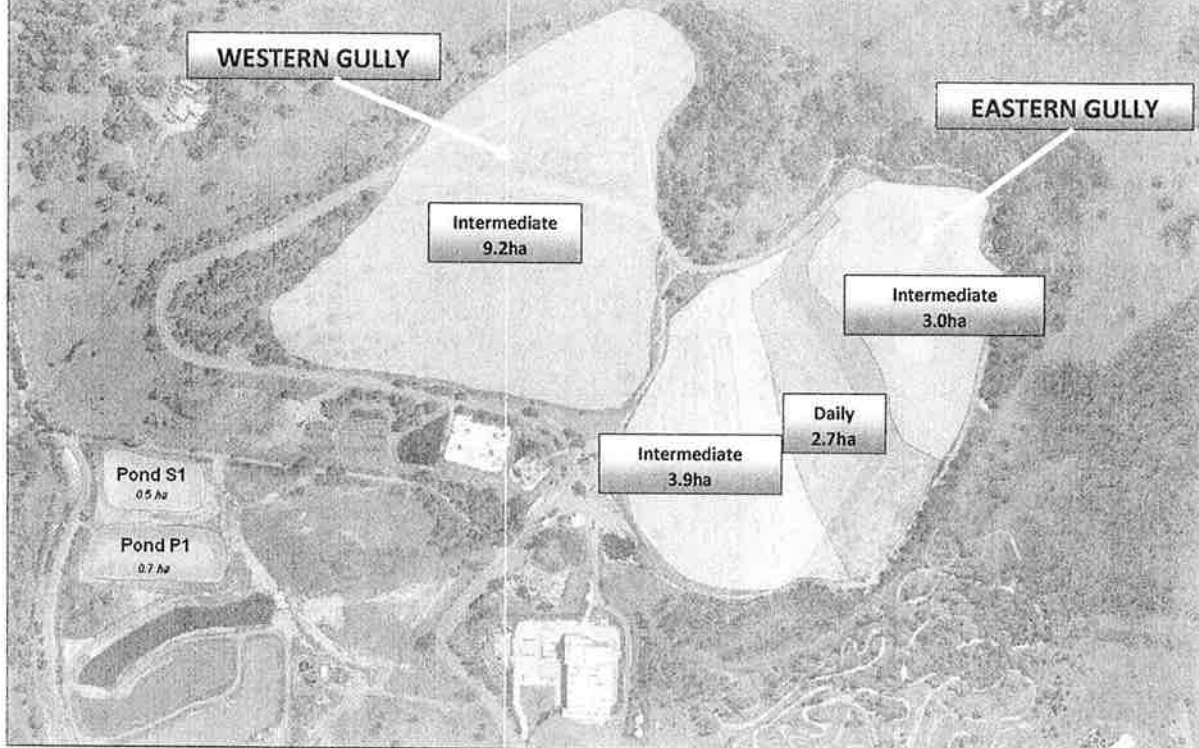 WESTERN GULLY
EASTERN GULLY
Intermediate
9.2ha
Intermediate
3.0ha
Daily
2.7ha
Intermediate
3.9ha
Pond S1
0.5 ha
Pond P1
0.7 ha